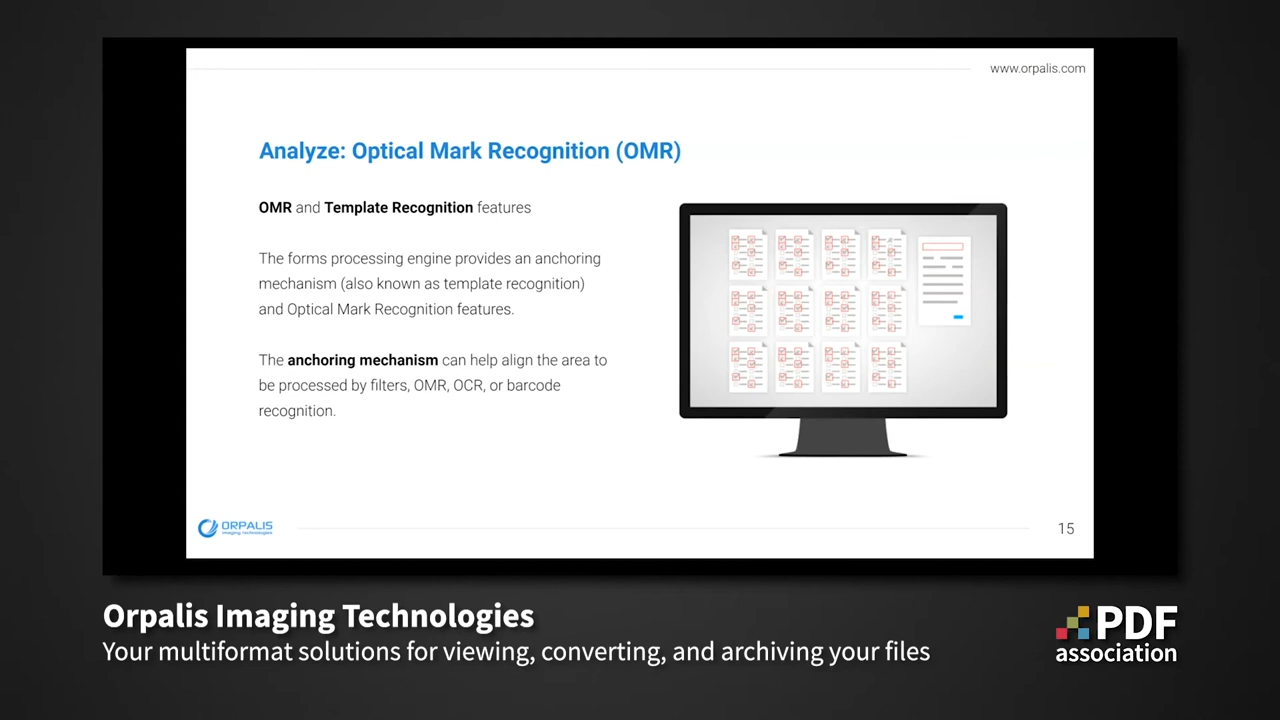 www.orpalis.com
Analyze: Optical Mark Recognition (OMR)
OMR and Template Recognition features
The forms processing engine provides an anchoring
mechanism (also known as template recognition)
and Optical Mark Recognition features.
The anchoring mechanism can help align the area to
be processed by filters, OMR, OCR, or barcode
recognition.
ORPALIS
Imaging Technologies
15
Orpalis Imaging Technologies
Your multiformat solutions for viewing, converting, and archiving your files
PDF
association